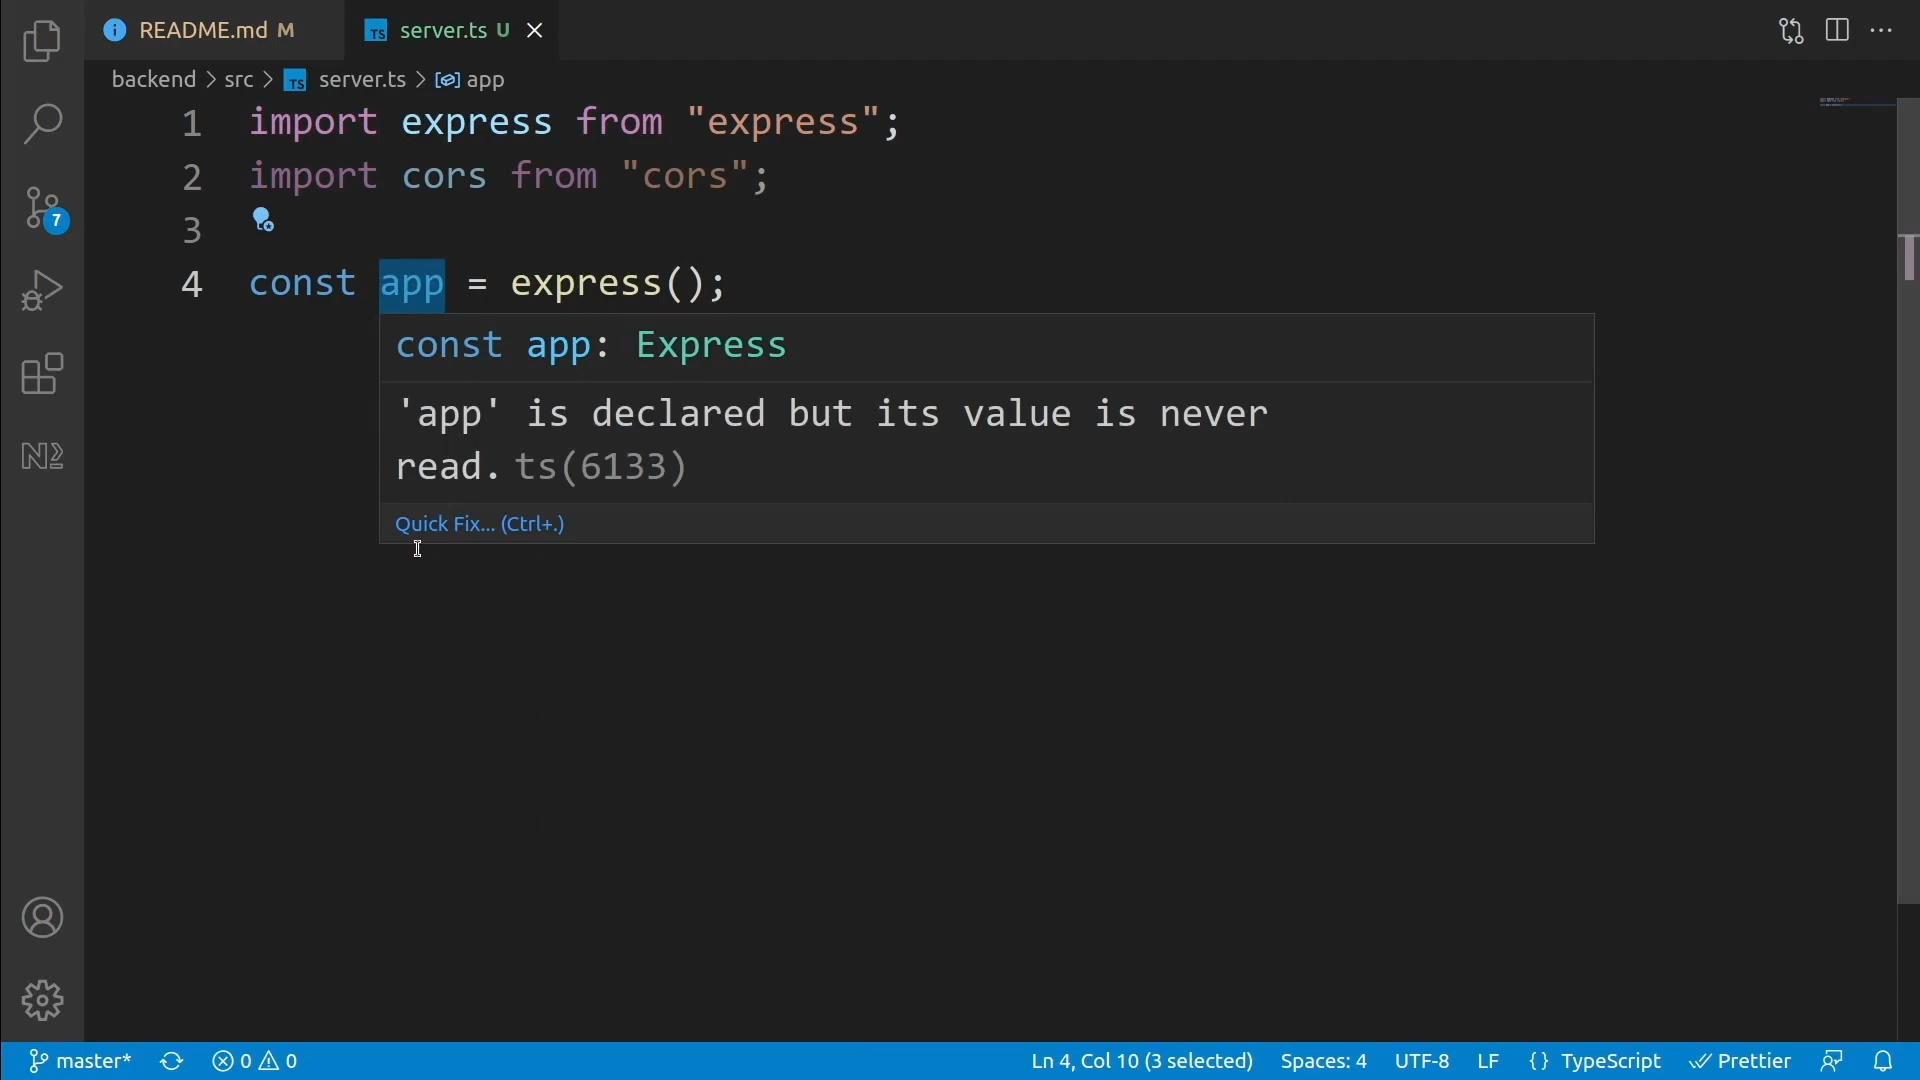 README.md M
TS server.ts U
backend > src > TS server.ts > app
1 import express from "express";
2 import cors from "cors";
7
3
4 const app = express();
const app: Express
'app' is declared but its value is never
read. ts(6133)
Quick Fix... (Ctrl+.)
master* 0 0 Ln 4, Col 10 (3 selected) Spaces: 4 UTF-8 LF {} TypeScript Prettier